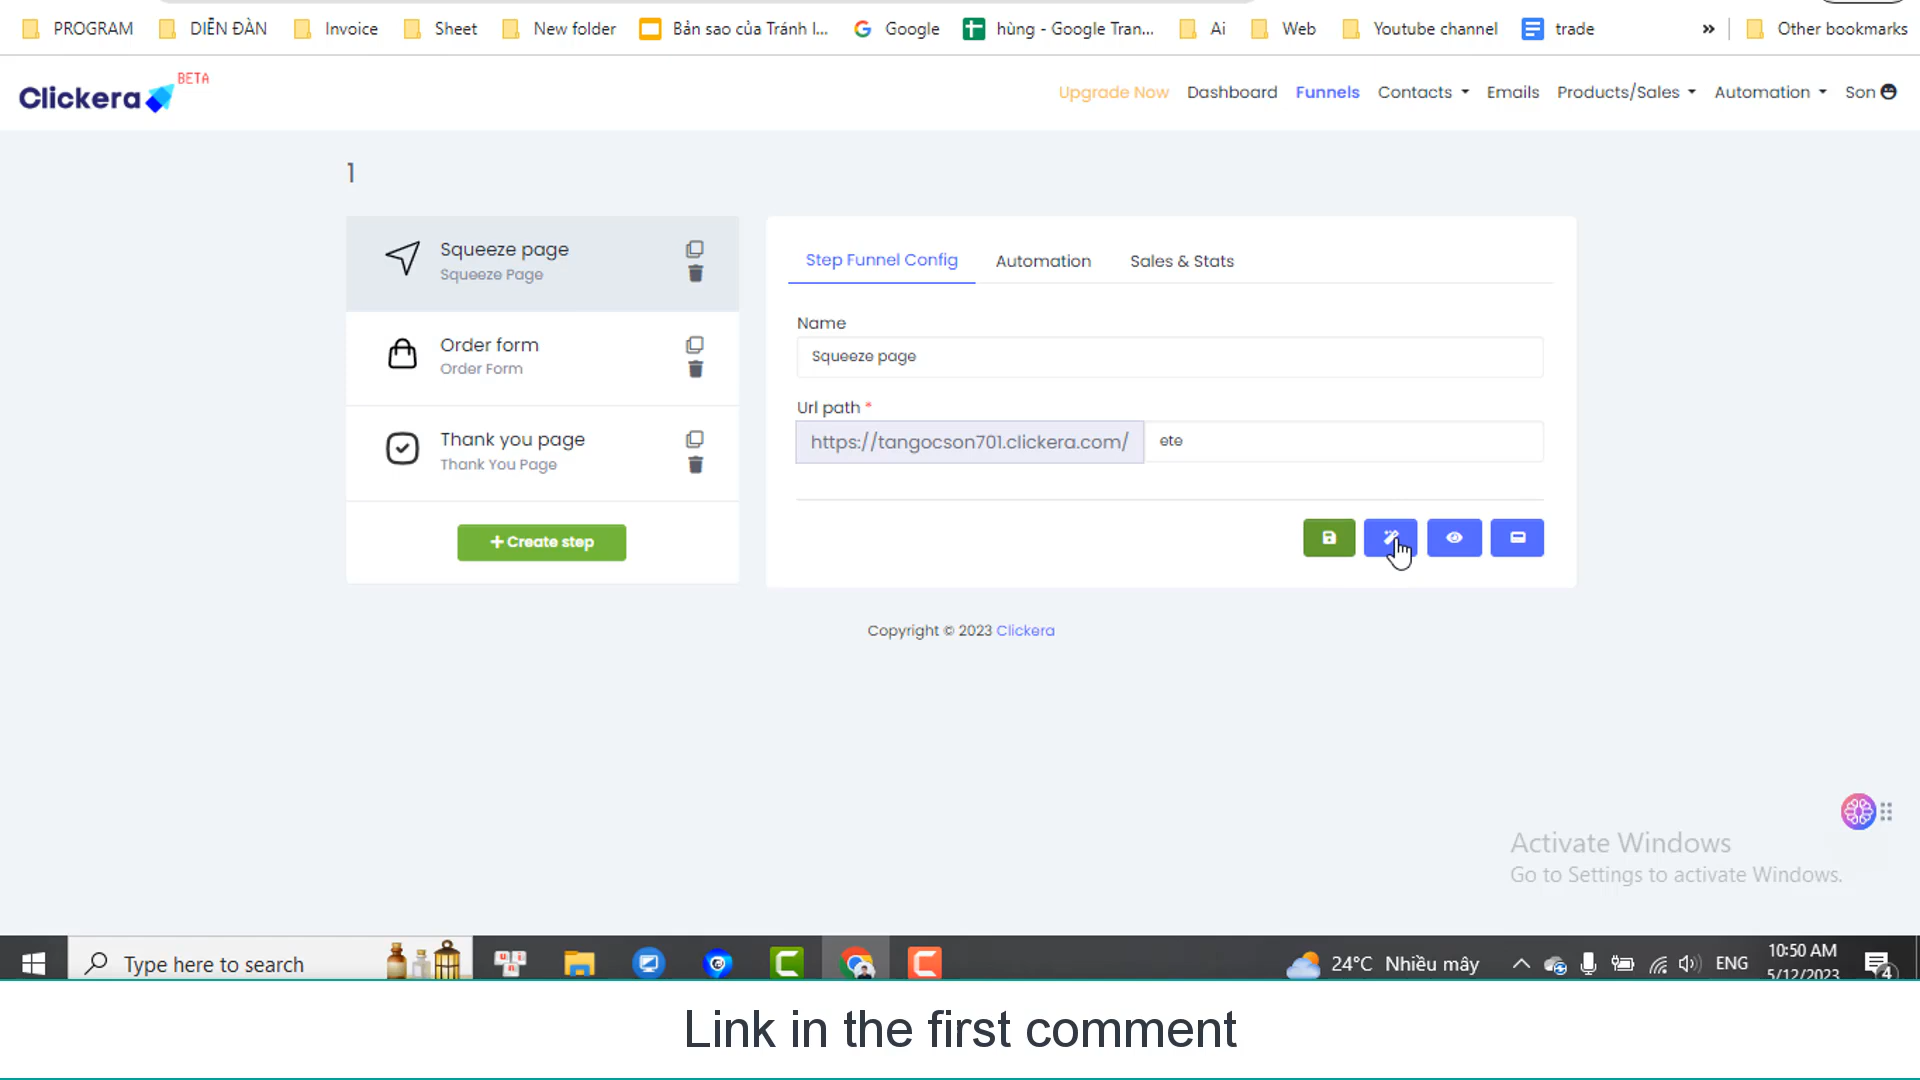 PROGRAM DIỄN ĐÀN Invoice Sheet New folder Bản sao của Tránh l... Google hùng - Google Tran... Ai Web Youtube channel trade » Other bookmarks
Clickera BETA
Upgrade Now Dashboard Funnels Contacts Emails Products/Sales Automation Son
1
Squeeze page
Squeeze Page
Order form
Order Form
Thank you page
Thank You Page
+ Create step
Step Funnel Config Automation Sales & Stats
Name
Squeeze page
Url path *
https://tangocson701.clickera.com/ ete
Copyright © 2023 Clickera
Activate Windows
Go to Settings to activate Windows.
Type here to search
24°C Nhiều mây
ENG
10:50 AM
5/12/2023
4
Link in the first comment